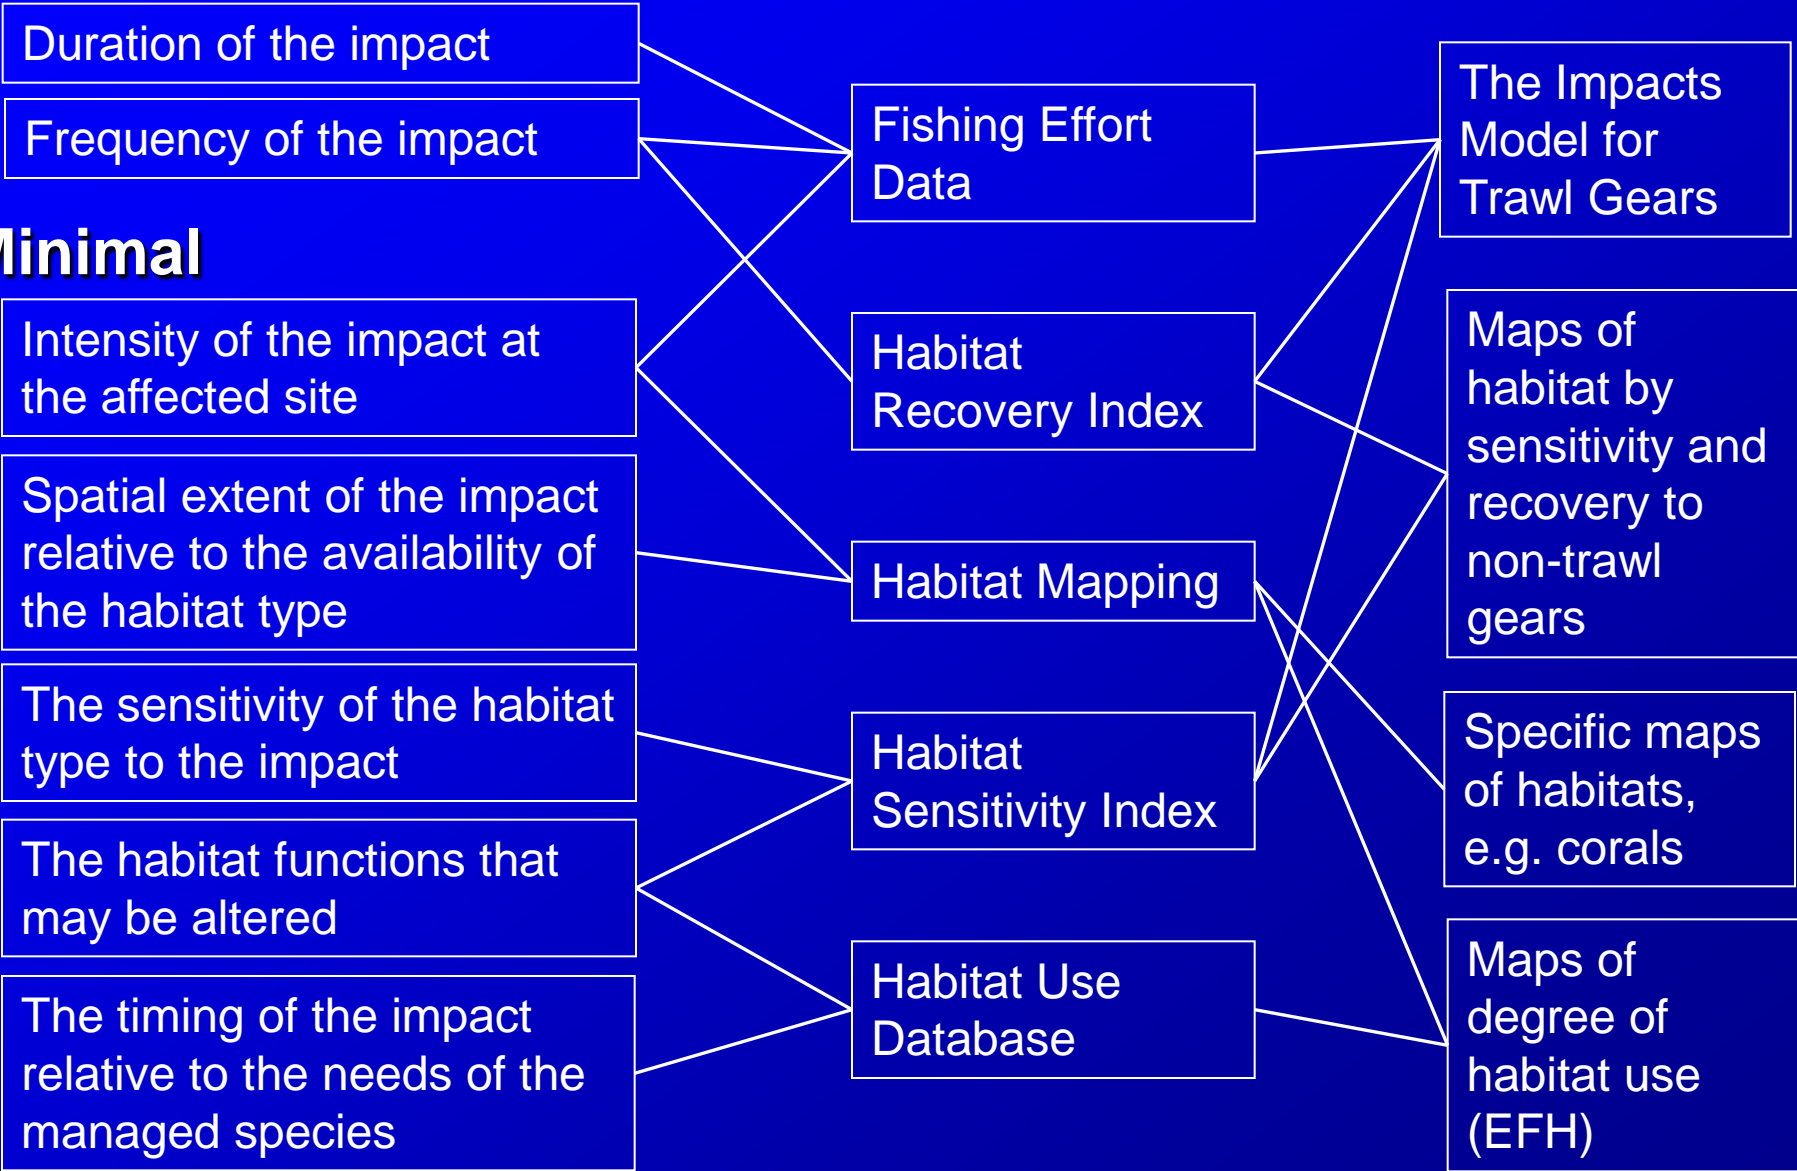 Duration of the impact
Frequency of the impact
Minimal
Intensity of the impact at
the affected site
Spatial extent of the impact
relative to the availability of
the habitat type
The sensitivity of the habitat
type to the impact
The habitat functions that
may be altered
The timing of the impact
relative to the needs of the
managed species
Fishing Effort
Data
Habitat
Recovery Index
Habitat Mapping
Habitat
Sensitivity Index
Habitat Use
Database
The Impacts
Model for
Trawl Gears
Maps of
habitat by
sensitivity and
recovery to
non-trawl
gears
Specific maps
of habitats,
e.g. corals
Maps of
degree of
habitat use
(EFH)